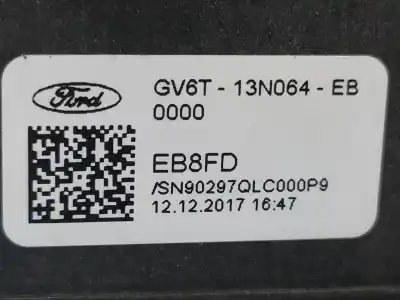 Ford
GV6T - 13N064 - EB
0000
EB8FD
/SN90297QLC000P9
12.12.2017 16:47